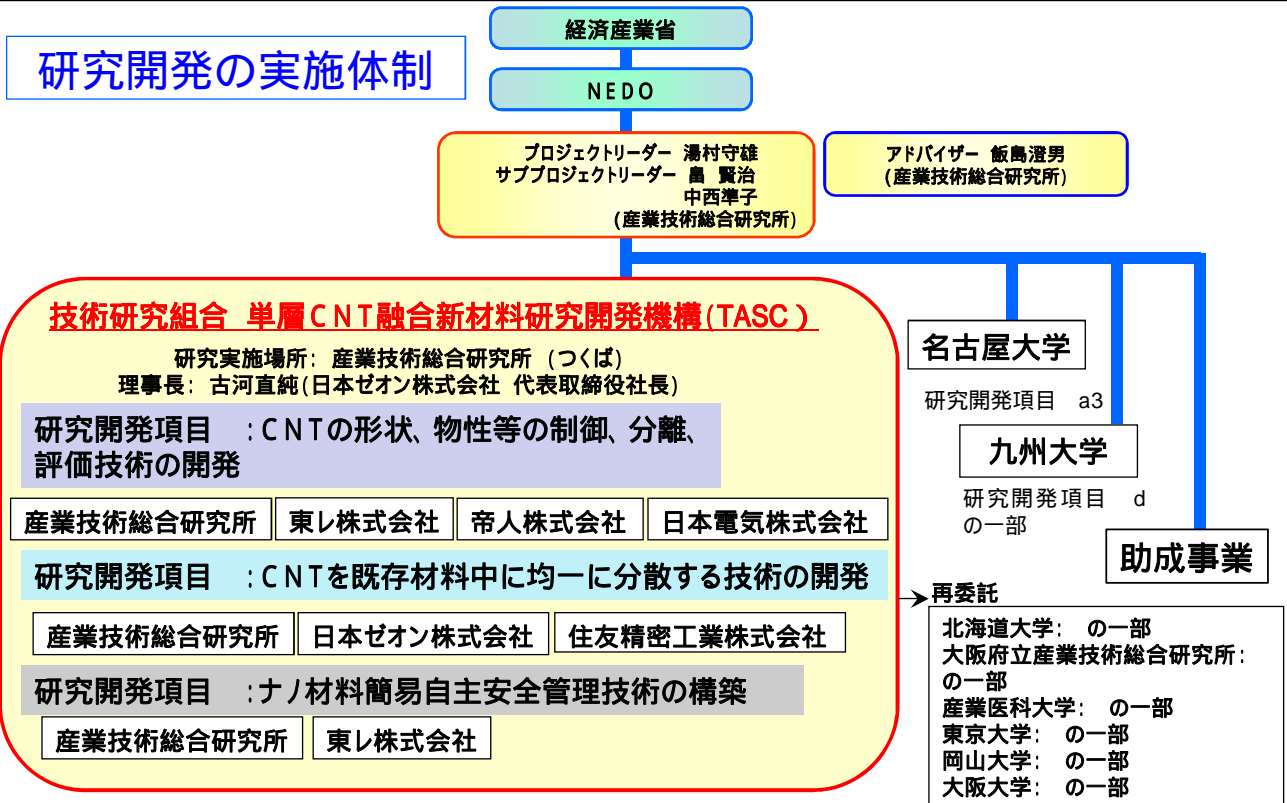 研究開発の実施体制
経済産業省
NEDO
プロジェクトリーダー 湯村守雄
サブプロジェクトリーダー 畠 賢治
中西準子
(産業技術総合研究所)
アドバイザー 飯島澄男
(産業技術総合研究所)
技術研究組合 単層CNT融合新材料研究開発機構(TASC)
研究実施場所: 産業技術総合研究所 (つくば)
理事長: 古河直純(日本ゼオン株式会社 代表取締役社長)
研究開発項目 :CNTの形状、物性等の制御、分離、
評価技術の開発
産業技術総合研究所 東レ株式会社 帝人株式会社 日本電気株式会社
研究開発項目 :CNTを既存材料中に均一に分散する技術の開発
産業技術総合研究所 日本ゼオン株式会社 住友精密工業株式会社
研究開発項目 :ナノ材料簡易自主安全管理技術の構築
産業技術総合研究所 東レ株式会社
名古屋大学
研究開発項目 a3
九州大学
研究開発項目 d
の一部
助成事業
再委託
北海道大学: の一部
大阪府立産業技術総合研究所:
の一部
産業医科大学: の一部
東京大学: の一部
岡山大学: の一部
大阪大学: の一部